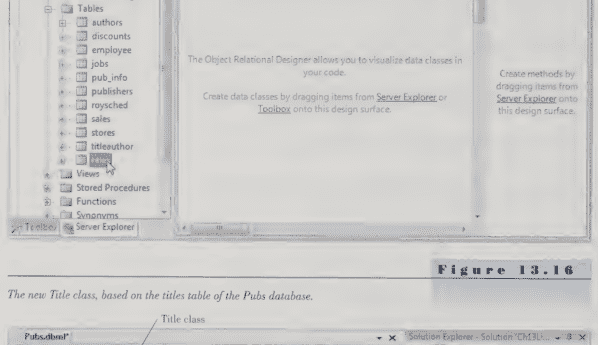 Tables
authors
discounts
employee
jobs
pub_info
publishers
roysched
sales
stores
titleauthor
titles
Views
Stored Procedures
Functions
Synonyms
Toolbox
Server Explorer
The Object Relational Designer allows you to visualize data classes in
your code.
Create data classes by dragging items from Server Explorer or
Toolbox onto this design surface.
Create methods by
dragging items from
Server Explorer onto
this design surface.
Figure 13.16
The new Title class, based on the titles table of the Pubs database.
Title class
Pubs.dbml*
Solution Explorer - Solution 'Ch13Li...